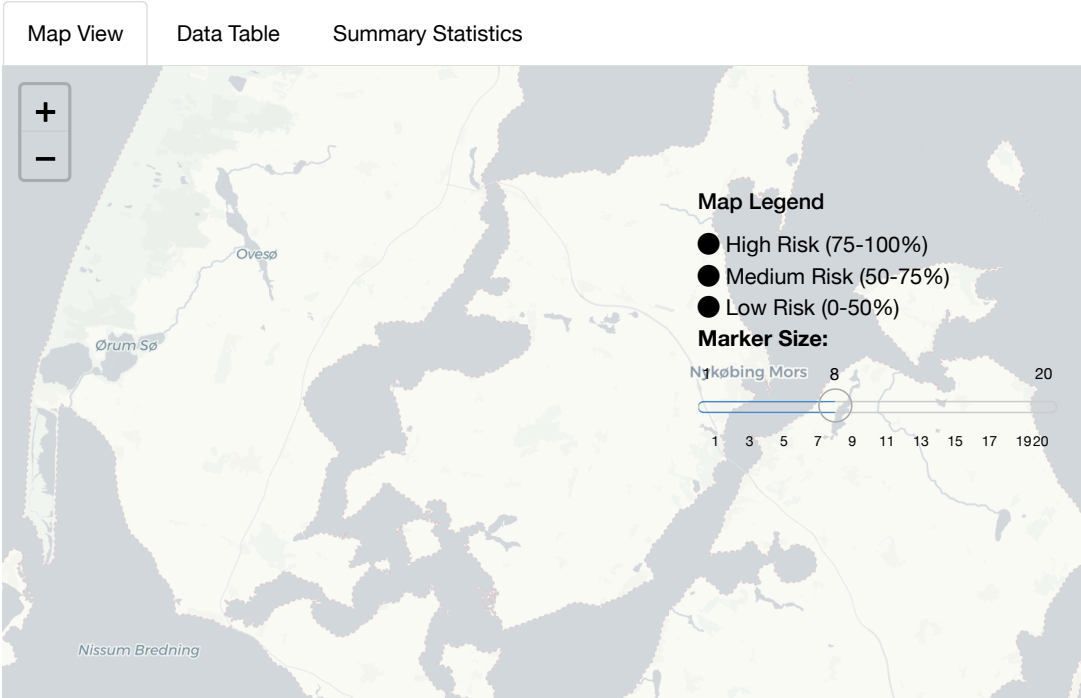 Map View Data Table Summary Statistics
+
−
Map Legend
High Risk (75-100%)
Ovesø
Medium Risk (50-75%)
Low Risk (0-50%)
Marker Size:
Ørum Sø
Nykøbing Mors
1 8 20
1 3 5 7 9 11 13 15 17 19 20
Nissum Bredning